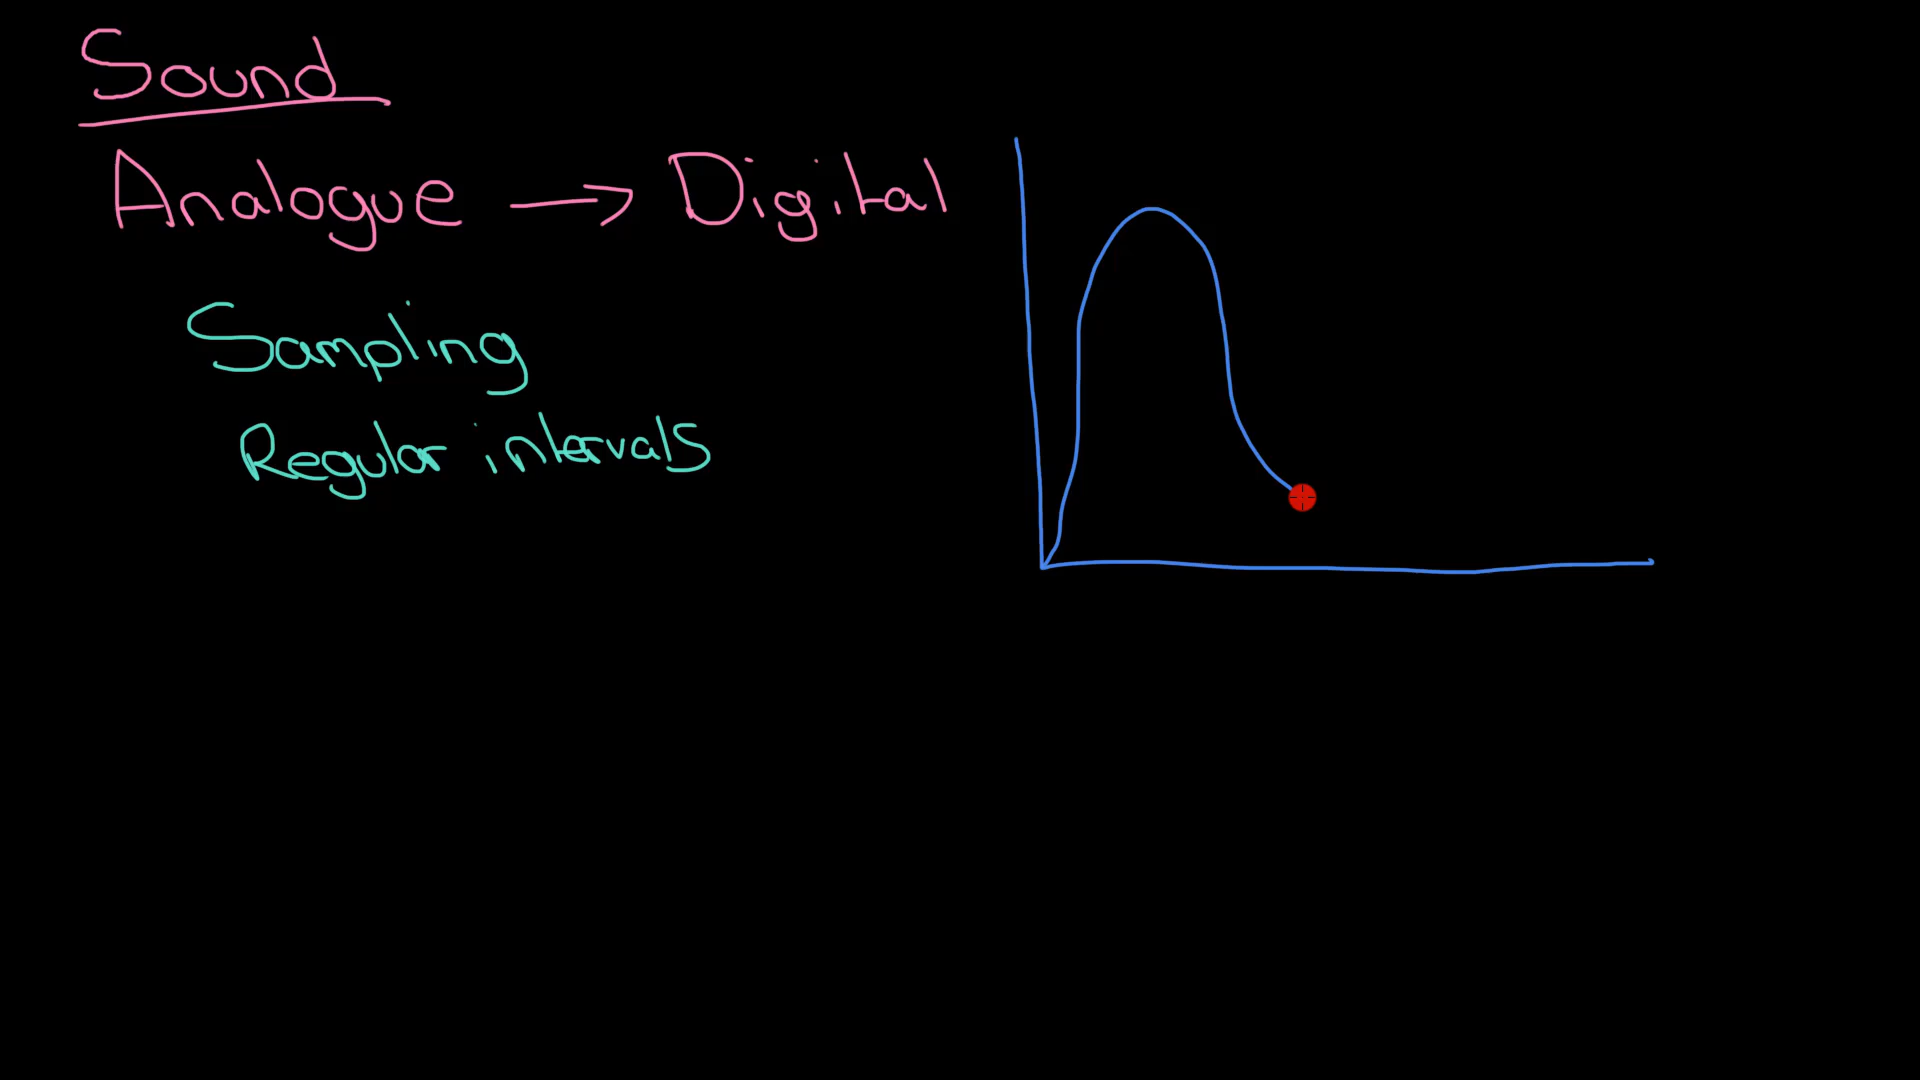 Sound
Analogue → Digital
Sampling
Regular intervals